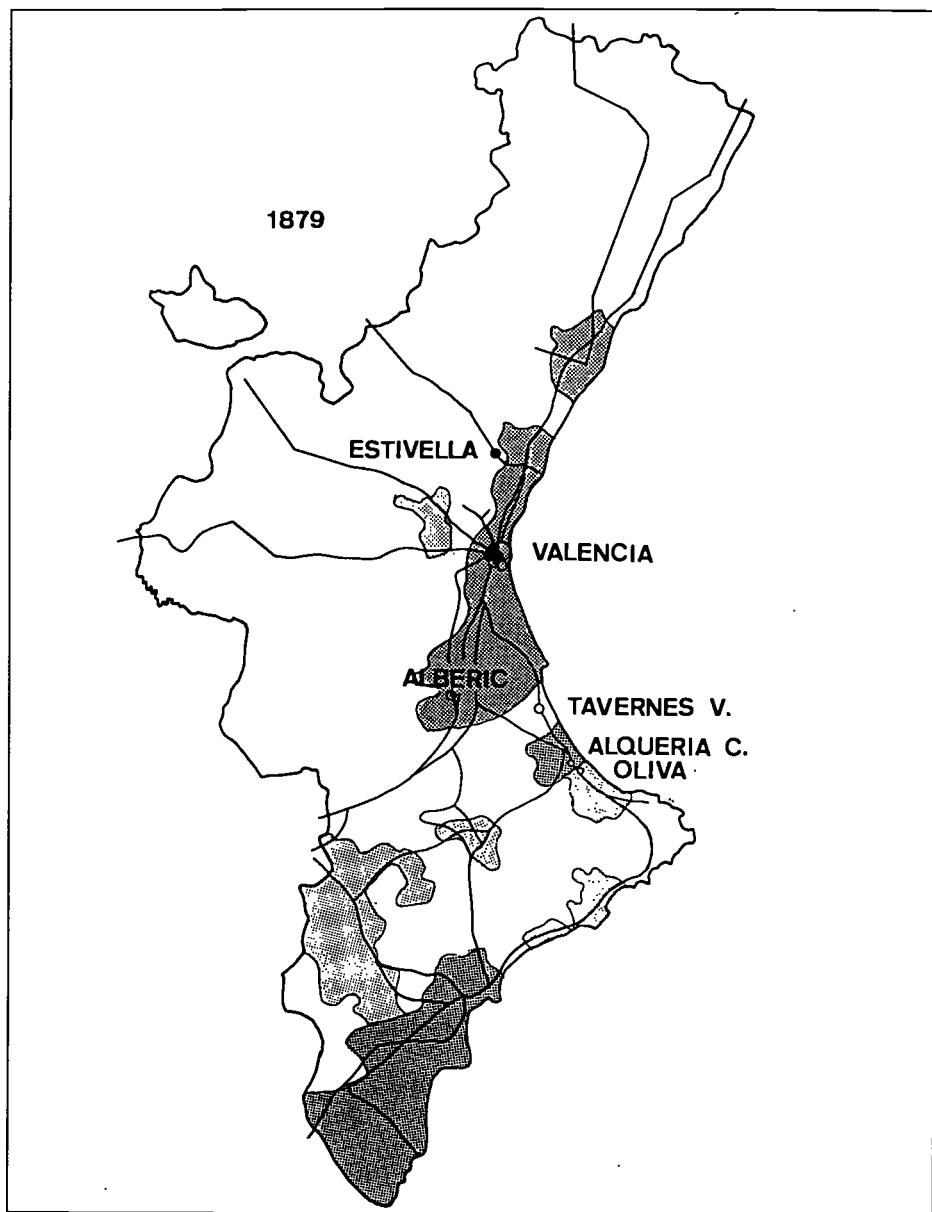 1879
ESTIVELLA
VALENCIA
ALBERIC
TAVERNES V.
ALQUERIA C.
OLIVA